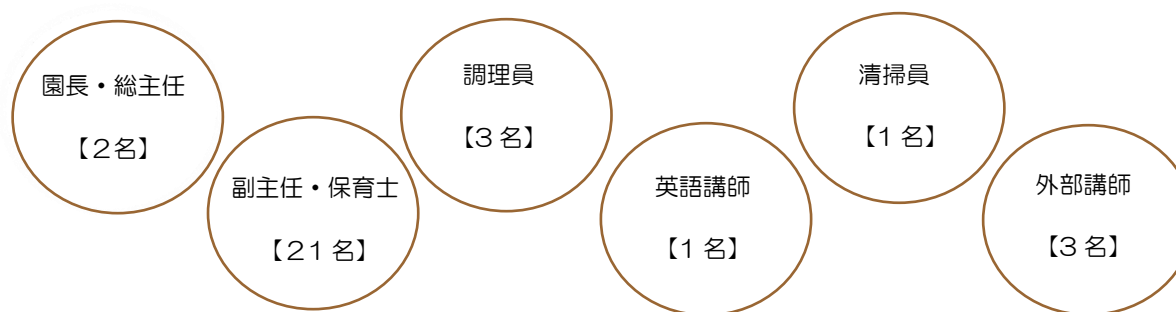 園長・総主任
【2名】
副主任・保育士
【21名】
調理員
【3名】
英語講師
【1名】
清掃員
【1名】
外部講師
【3名】